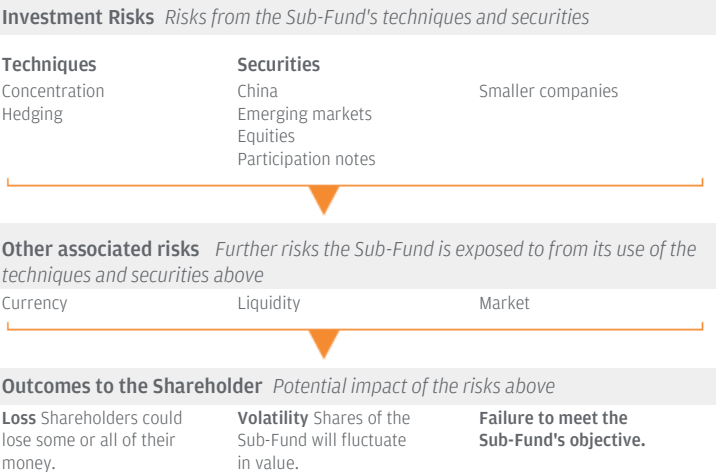 Investment Risks Risks from the Sub-Fund's techniques and securities
Techniques
Concentration
Hedging
Securities
China
Emerging markets
Equities
Participation notes
Smaller companies
Other associated risks Further risks the Sub-Fund is exposed to from its use of the
techniques and securities above
Currency
Liquidity
Market
Outcomes to the Shareholder Potential impact of the risks above
Loss Shareholders could
lose some or all of their
money.
Volatility Shares of the
Sub-Fund will fluctuate
in value.
Failure to meet the
Sub-Fund's objective.